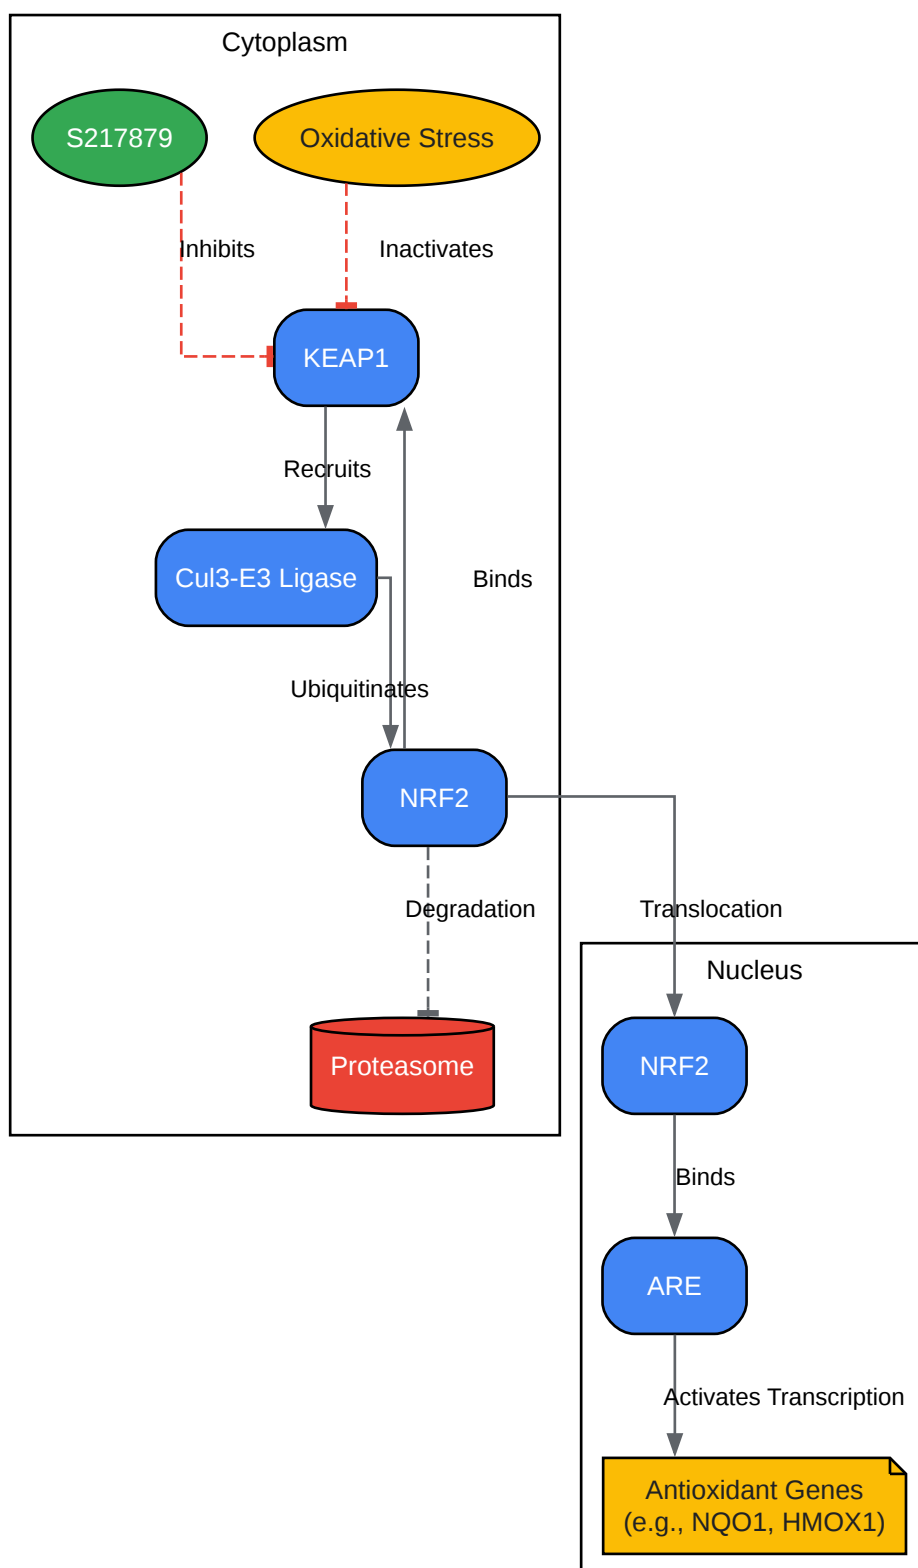 Cytoplasm
S217879
Oxidative Stress
Inhibits
Inactivates
KEAP1
Recruits
Cul3-E3 Ligase
Binds
Ubiquitinates
NRF2
Degradation
Translocation
Nucleus
Proteasome
NRF2
Binds
ARE
Activates Transcription
Antioxidant Genes
(e.g., NQO1, HMOX1)